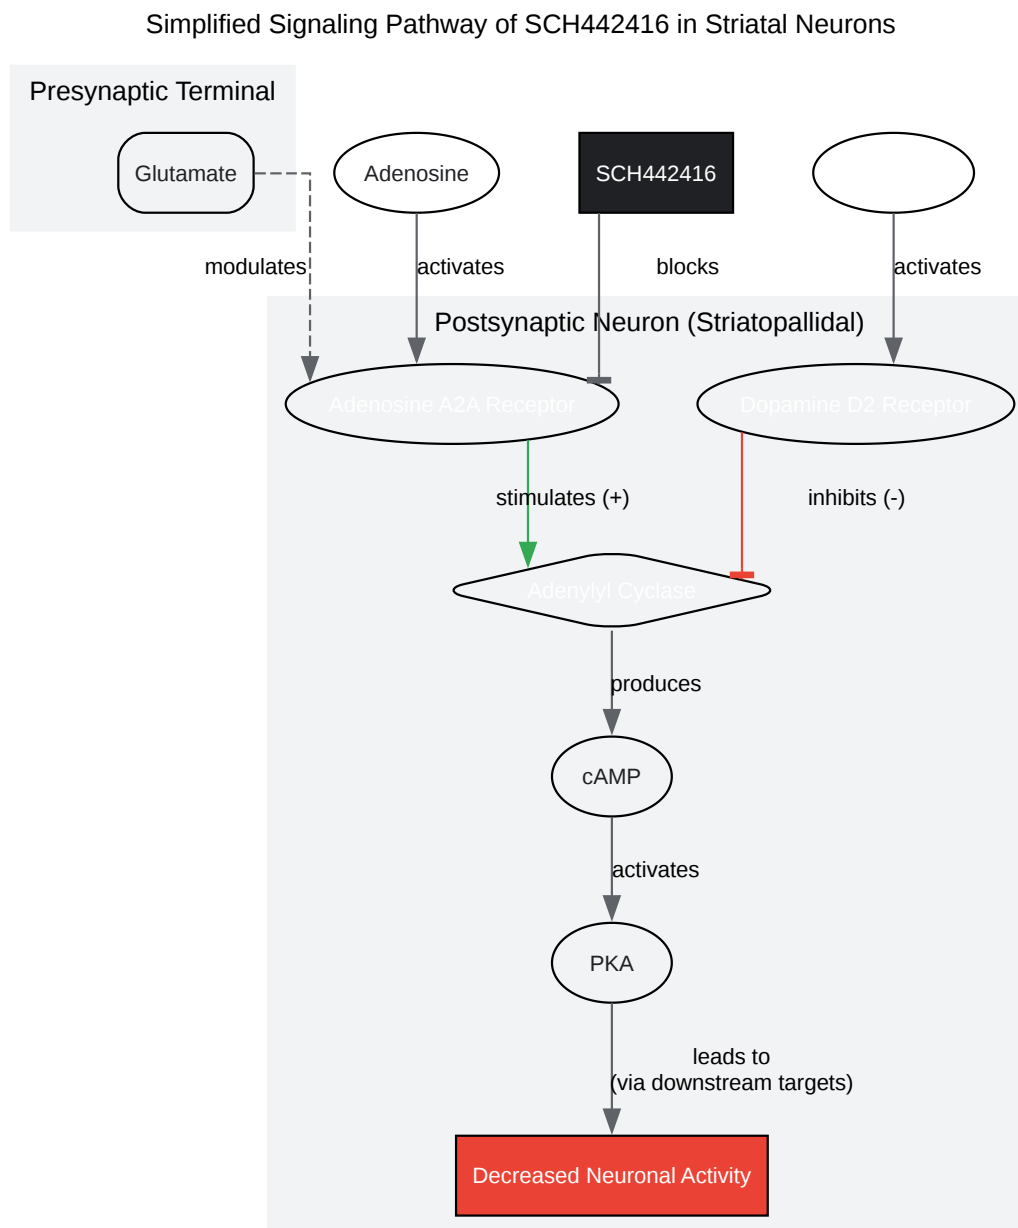 Simplified Signaling Pathway of SCH442416 in Striatal Neurons
Presynaptic Terminal
Glutamate
Adenosine
SCH442416
modulates
activates
blocks
activates
Postsynaptic Neuron (Striatopallidal)
Adenosine A2A Receptor
Dopamine D2 Receptor
stimulates (+)
inhibits (-)
Adenylyl Cyclase
produces
cAMP
activates
PKA
leads to
(via downstream targets)
Decreased Neuronal Activity